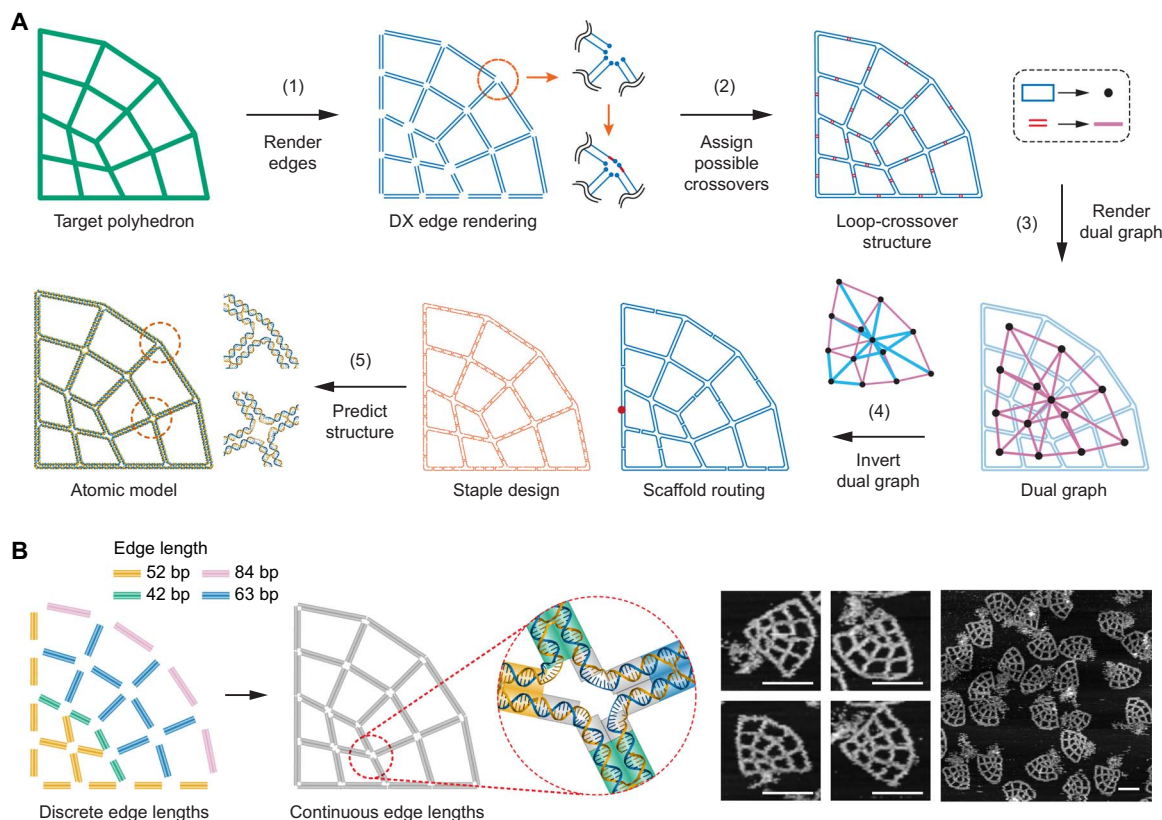 A
(1)
Render
edges
(2)
Assign
possible
crossovers
Target polyhedron
DX edge rendering
Loop-crossover
structure
(3)
Render
dual graph
(5)
Predict
structure
(4)
Invert
dual graph
Atomic model
Staple design
Scaffold routing
Dual graph
B
Edge length
52 bp
84 bp
42 bp
63 bp
Discrete edge lengths
Continuous edge lengths